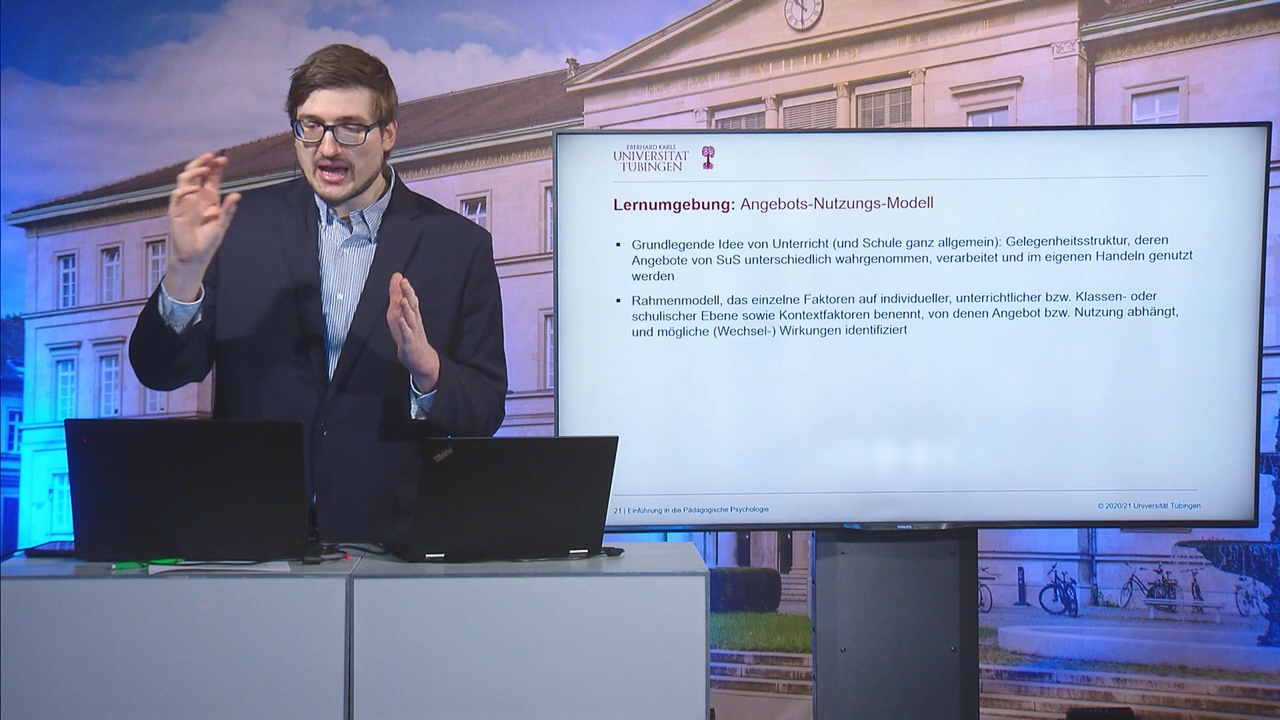 EBERHARD KARLS
UNIVERSITÄT
TÜBINGEN
Lernumgebung: Angebots-Nutzungs-Modell
▪ Grundlegende Idee von Unterricht (und Schule ganz allgemein): Gelegenheitsstruktur, deren
Angebote von SuS unterschiedlich wahrgenommen, verarbeitet und im eigenen Handeln genutzt
werden
▪ Rahmenmodell, das einzelne Faktoren auf individueller, unterrichtlicher bzw. Klassen- oder
schulischer Ebene sowie Kontextfaktoren benennt, von denen Angebot bzw. Nutzung abhängt,
und mögliche (Wechsel-) Wirkungen identifiziert
21 | Einführung in die Pädagogische Psychologie
© 2020/21 Universität Tübingen
PHILIPS
ThinkPad